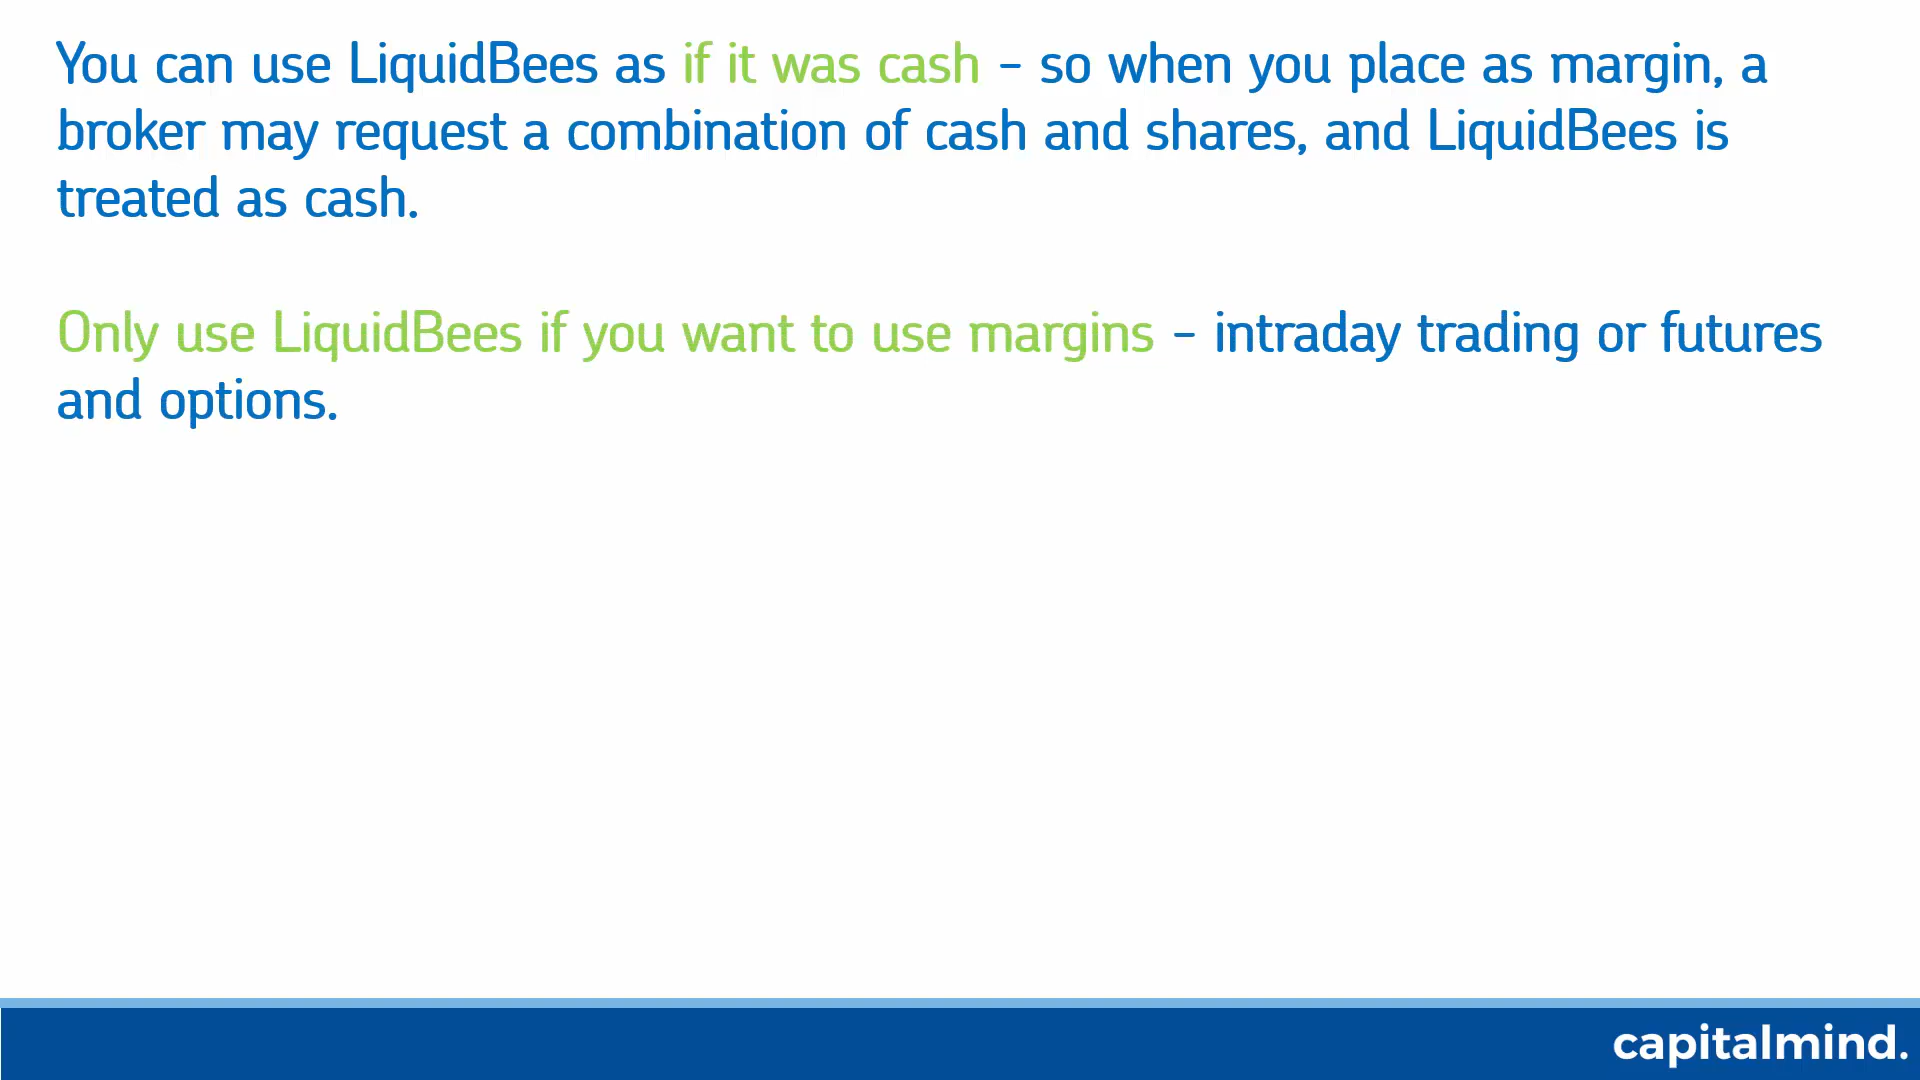 You can use LiquidBees as if it was cash – so when you place as margin, a
broker may request a combination of cash and shares, and LiquidBees is
treated as cash.
Only use LiquidBees if you want to use margins – intraday trading or futures
and options.
capitalmind.